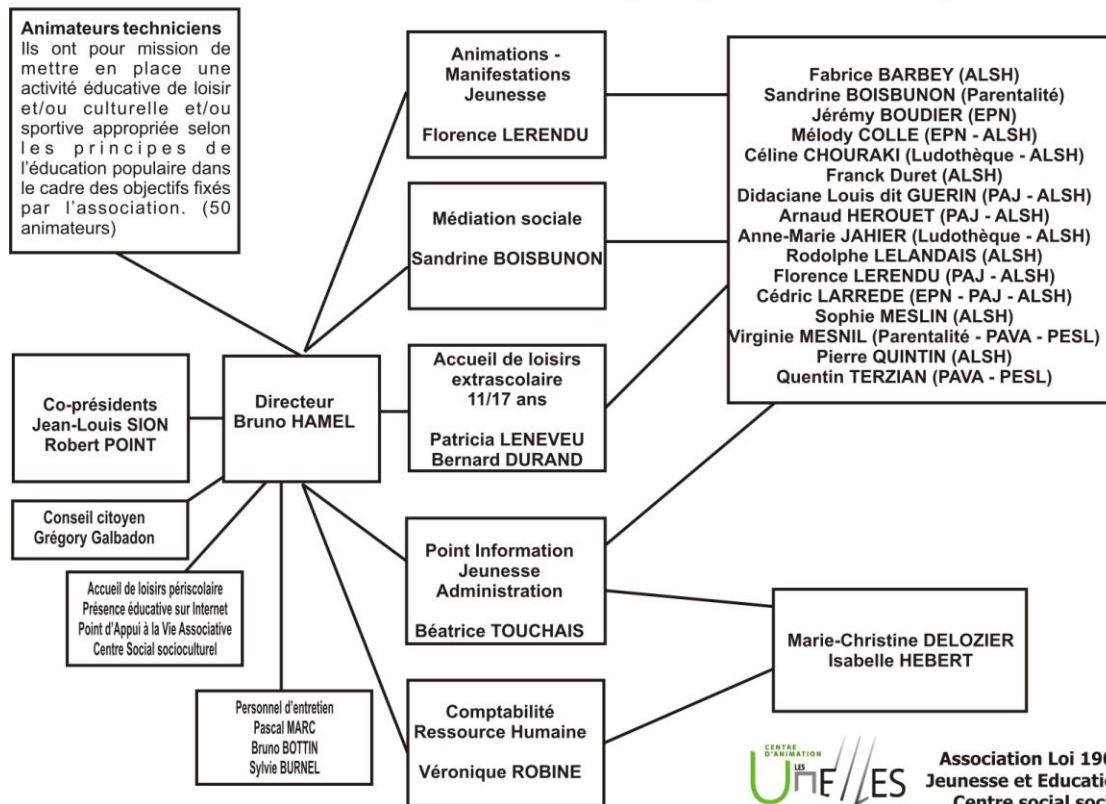 Animateurs techniciens
Ils ont pour mission de
mettre en place une
activité éducative de loisir
et/ou culturelle et/ou
sportive appropriée selon
les principes de
l'éducation populaire dans
le cadre des objectifs fixés
par l'association. (50
animateurs)
Animations -
Manifestations
Jeunesse
Florence LERENDU
Médiation sociale
Sandrine BOISBUNON
Accueil de loisirs
extrascolaire
11/17 ans
Patricia LENEVEU
Bernard DURAND
Point Information
Jeunesse
Administration
Béatrice TOUCHAIS
Comptabilité
Ressource Humaine
Véronique ROBINE
Fabrice BARBEY (ALSH)
Sandrine BOISBUNON (Parentalité)
Jérémy BOUDIER (EPN)
Mélody COLLE (EPN - ALSH)
Céline CHOURAKI (Ludothèque - ALSH)
Franck Duret (ALSH)
Didaciane Louis dit GUERIN (PAJ - ALSH)
Arnaud HEROUET (PAJ - ALSH)
Anne-Marie JAHIER (Ludothèque - ALSH)
Rodolphe LELANDAIS (ALSH)
Florence LERENDU (PAJ - ALSH)
Cédric LARREDE (EPN - PAJ - ALSH)
Sophie MESLIN (ALSH)
Virginie MESNIL (Parentalité - PAVA - PESL)
Pierre QUINTIN (ALSH)
Quentin TERZIAN (PAVA - PESL)
Co-présidents
Jean-Louis SION
Robert POINT
Directeur
Bruno HAMEL
Conseil citoyen
Grégory Galbadon
Accueil de loisirs périscolaire
Présence éducative sur Internet
Point d'Appui à la Vie Associative
Centre Social socioculturel
Personnel d'entretien
Pascal MARC
Bruno BOTTIN
Sylvie BURNEL
Marie-Christine DELOZIER
Isabelle HEBERT
CENTRE
D'ANIMATION
LES
UNELLES
Association Loi 190
Jeunesse et Educatio
Centre social soci